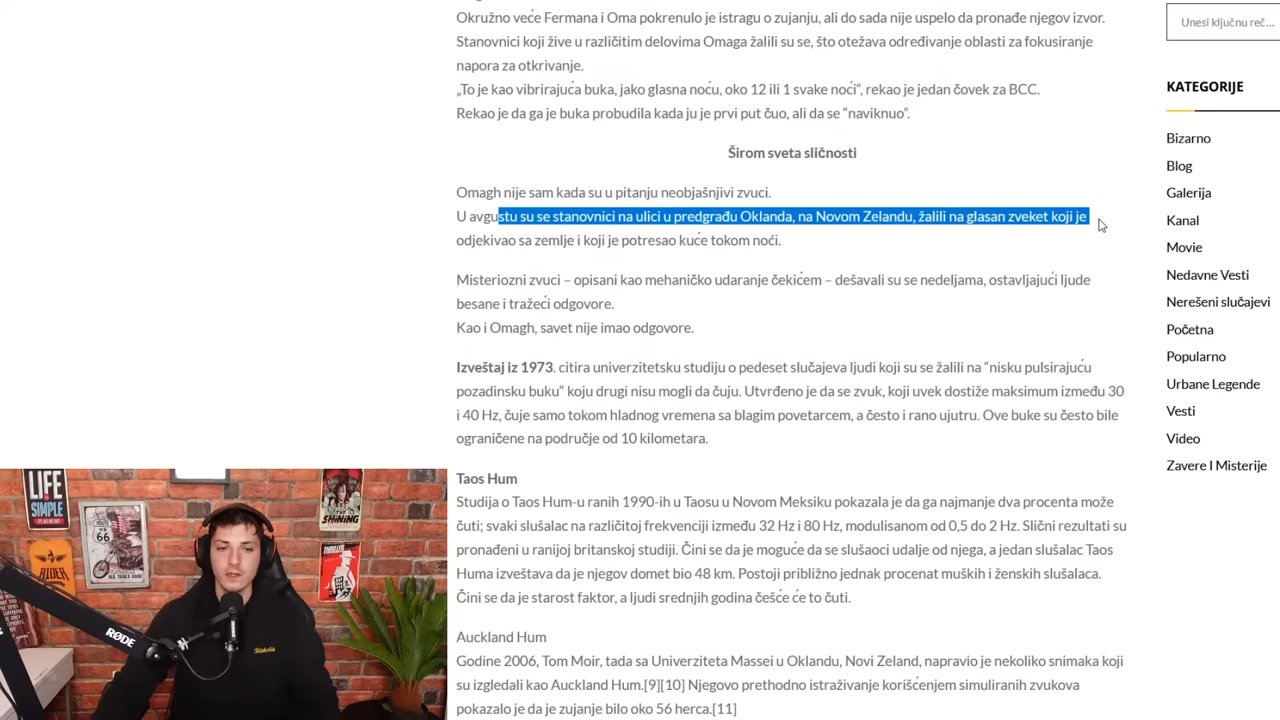 Okružno veće Fermana i Oma pokrenulo je istragu o zujanju, ali do sada nije uspelo da pronađe njegov izvor.
Stanovnici koji žive u različitim delovima Omaga žalili su se, što otežava određivanje oblasti za fokusiranje
napora za otkrivanje.
„To je kao vibrirajuća buka, jako glasna noću, oko 12 ili 1 svake noći“, rekao je jedan čovek za BCC.
Rekao je da ga je buka probudila kada ju je prvi put čuo, ali da se “naviknuo”.
Širom sveta sličnosti
Omagh nije sam kada su u pitanju neobjašnjivi zvuci.
U avgustu su se stanovnici na ulici u predgrađu Oklanda, na Novom Zelandu, žalili na glasan zveket koji je
odjekivao sa zemlje i koji je potresao kuće tokom noći.
Misteriozni zvuci – opisani kao mehaničko udaranje čekićem – dešavali su se nedeljama, ostavljajući ljude
besane i tražeći odgovore.
Kao i Omagh, savet nije imao odgovore.
Izveštaj iz 1973. citira univerzitetsku studiju o pedeset slučajeva ljudi koji su se žalili na “nisku pulsirajuću
pozadinsku buku“ koju drugi nisu mogli da čuju. Utvrđeno je da se zvuk, koji uvek dostiže maksimum između 30
i 40 Hz, čuje samo tokom hladnog vremena sa blagim povetarcem, a često i rano ujutru. Ove buke su često bile
ograničene na područje od 10 kilometara.
Taos Hum
Studija o Taos Hum-u ranih 1990-ih u Taosu u Novom Meksiku pokazala je da ga najmanje dva procenta može
čuti; svaki slušalac na različitoj frekvenciji između 32 Hz i 80 Hz, modulisanom od 0,5 do 2 Hz. Slični rezultati su
pronađeni u ranijoj britanskoj studiji. Čini se da je moguće da se slušaoci udalje od njega, a jedan slušalac Taos
Huma izveštava da je njegov domet bio 48 km. Postoji približno jednak procenat muških i ženskih slušalaca.
Čini se da je starost faktor, a ljudi srednjih godina češće će to čuti.
Auckland Hum
Godine 2006, Tom Moir, tada sa Univerziteta Massei u Oklandu, Novi Zeland, napravio je nekoliko snimaka koji
su izgledali kao Auckland Hum.[9][10] Njegovo prethodno istraživanje korišćenjem simuliranih zvukova
pokazalo je da je zujanje bilo oko 56 herca.[11]
Unesi ključnu reč...
KATEGORIJE
Bizarno
Blog
Galerija
Kanal
Movie
Nedavne Vesti
Nerešeni slučajevi
Početna
Popularno
Urbane Legende
Vesti
Video
Zavere I Misterije
LIFE
IS
SIMPLE
ROUTE
US
66
RIDER
THE
SHINING
THRILLER
RØDE